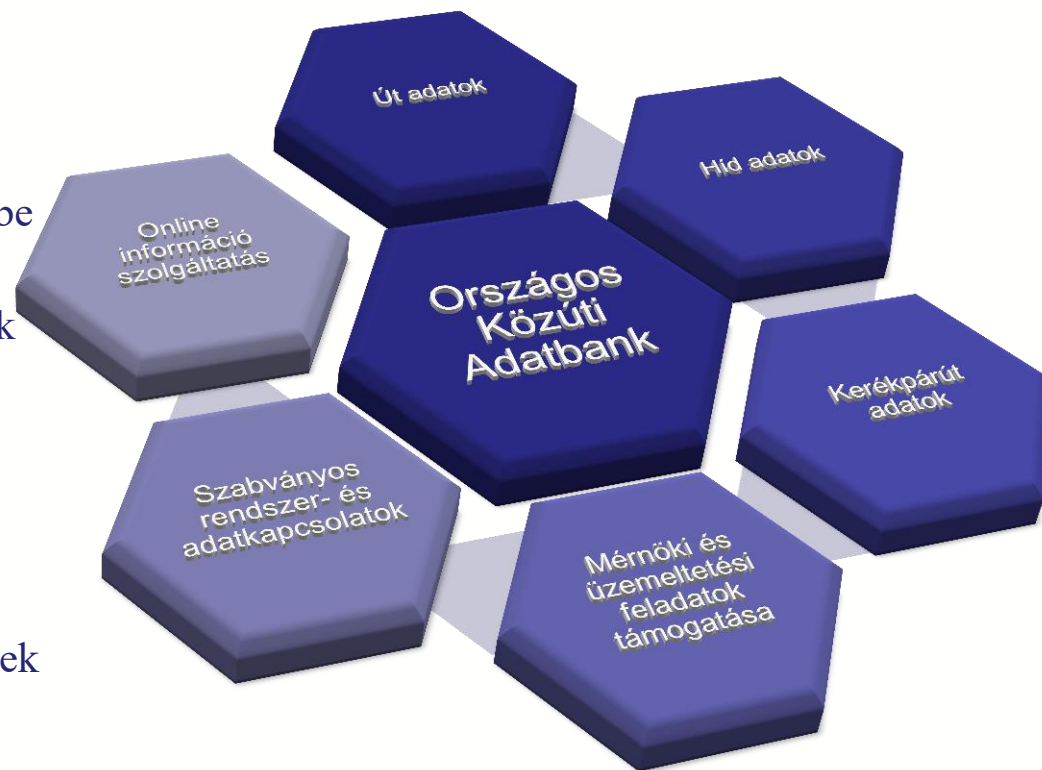 Út adatok
Híd adatok
Online
információ
szolgáltatás
Országos
Közúti
Adatbank
Kerékpárút
adatok
Szabványos
rendszer- és
adatkapcsolatok
Mérnöki és
üzemeltetési
feladatok
támogatása